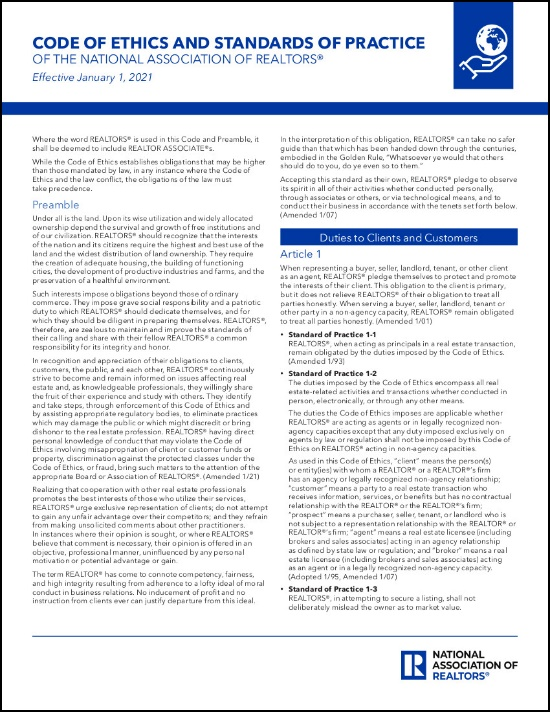 CODE OF ETHICS AND STANDARDS OF PRACTICE
OF THE NATIONAL ASSOCIATION OF REALTORS®
Effective January 1, 2021
Where the word REALTORS® is used in this Code and Preamble, it
shall be deemed to include REALTOR ASSOCIATE®s.
While the Code of Ethics establishes obligations that may be higher
than those mandated by law, in any instance where the Code of
Ethics and the law conflict, the obligations of the law must
take precedence.
Preamble
Under all is the land. Upon its wise utilization and widely allocated
ownership depend the survival and growth of free institutions and
of our civilization. REALTORS® should recognize that the interests
of the nation and its citizens require the highest and best use of the
land and the widest distribution of land ownership. They require
the creation of adequate housing, the building of functioning
cities, the development of productive industries and farms, and the
preservation of a healthful environment.
Such interests impose obligations beyond those of ordinary
commerce. They impose grave social responsibility and a patriotic
duty to which REALTORS® should dedicate themselves, and for
which they should be diligent in preparing themselves. REALTORS®,
therefore, are zealous to maintain and improve the standards of
their calling and share with their fellow REALTORS® a common
responsibility for its integrity and honor.
In recognition and appreciation of their obligations to clients,
customers, the public, and each other, REALTORS® continuously
strive to become and remain informed on issues affecting real
estate and, as knowledgeable professionals, they willingly share
the fruit of their experience and study with others. They identify
and take steps, through enforcement of this Code of Ethics and
by assisting appropriate regulatory bodies, to eliminate practices
which may damage the public or which might discredit or bring
dishonor to the real estate profession. REALTORS® having direct
personal knowledge of conduct that may violate the Code of
Ethics involving misappropriation of client or customer funds or
property, discrimination against the protected classes under the
Code of Ethics, or fraud, bring such matters to the attention of the
appropriate Board or Association of REALTORS®. (Amended 1/21)
Realizing that cooperation with other real estate professionals
promotes the best interests of those who utilize their services,
REALTORS® urge exclusive representation of clients; do not attempt
to gain any unfair advantage over their competitors; and they refrain
from making unsolicited comments about other practitioners.
In instances where their opinion is sought, or where REALTORS®
believe that comment is necessary, their opinion is offered in an
objective, professional manner, uninfluenced by any personal
motivation or potential advantage or gain.
The term REALTOR® has come to connote competency, fairness,
and high integrity resulting from adherence to a lofty ideal of moral
conduct in business relations. No inducement of profit and no
instruction from clients ever can justify departure from this ideal.
In the interpretation of this obligation, REALTORS® can take no safer
guide than that which has been handed down through the centuries,
embodied in the Golden Rule, "Whatsoever ye would that others
should do to you, do ye even so to them."
Accepting this standard as their own, REALTORS® pledge to observe
its spirit in all of their activities whether conducted personally,
through associates or others, or via technological means, and to
conduct their business in accordance with the tenets set forth below.
(Amended 1/07)
Duties to Clients and Customers
Article 1
When representing a buyer, seller, landlord, tenant, or other client
as an agent, REALTORS® pledge themselves to protect and promote
the interests of their client. This obligation to the client is primary,
but it does not relieve REALTORS® of their obligation to treat all
parties honestly. When serving a buyer, seller, landlord, tenant or
other party in a non-agency capacity, REALTORS® remain obligated
to treat all parties honestly. (Amended 1/01)
• Standard of Practice 1-1
REALTORS®, when acting as principals in a real estate transaction,
remain obligated by the duties imposed by the Code of Ethics.
(Amended 1/93)
• Standard of Practice 1-2
The duties imposed by the Code of Ethics encompass all real
estate-related activities and transactions whether conducted in
person, electronically, or through any other means.
The duties the Code of Ethics imposes are applicable whether
REALTORS® are acting as agents or in legally recognized non-
agency capacities except that any duty imposed exclusively on
agents by law or regulation shall not be imposed by this Code of
Ethics on REALTORS® acting in non-agency capacities.
As used in this Code of Ethics, "client" means the person(s)
or entity(ies) with whom a REALTOR® or a REALTOR®'s firm
has an agency or legally recognized non-agency relationship;
"customer" means a party to a real estate transaction who
receives information, services, or benefits but has no contractual
relationship with the REALTOR® or the REALTOR®'s firm;
"prospect" means a purchaser, seller, tenant, or landlord who is
not subject to a representation relationship with the REALTOR® or
REALTOR®'s firm; "agent" means a real estate licensee (including
brokers and sales associates) acting in an agency relationship
as defined by state law or regulation; and "broker" means a real
estate licensee (including brokers and sales associates) acting
as an agent or in a legally recognized non-agency capacity.
(Adopted 1/95, Amended 1/07)
• Standard of Practice 1-3
REALTORS®, in attempting to secure a listing, shall not
deliberately mislead the owner as to market value.
NATIONAL
ASSOCIATION OF
REALTORS®